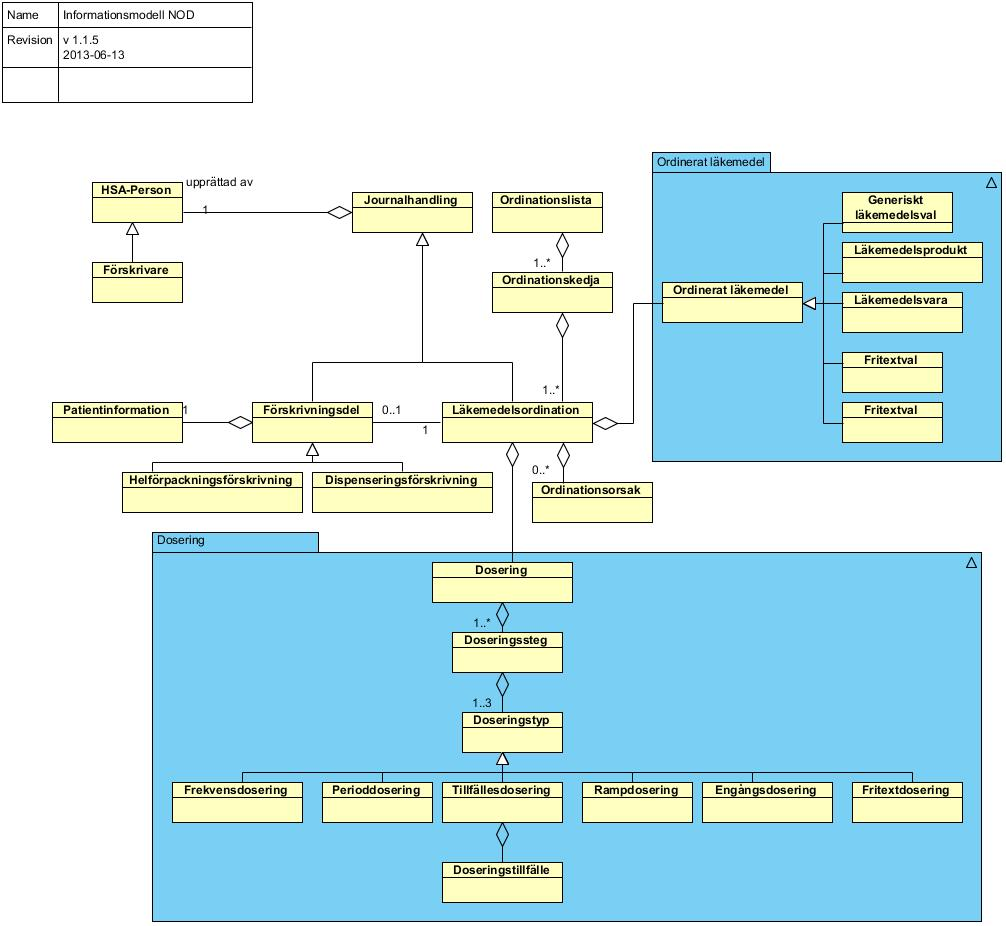 Name Informationsmodell NOD
Revision v 1.1.5
2013-06-13
Ordinerat läkemedel
HSA-Person
upprättad av
1
Journalhandling
Ordinationslista
Generiskt
läkemedelsval
Förskrivare
1..*
Ordinationskedja
Läkemedelsprodukt
Ordinerat läkemedel
Läkemedelsvara
Fritextval
1..*
Patientinformation
1
Förskrivningsdel
0..1
1
Läkemedelsordination
Fritextval
0..*
Helförpackningsförskrivning
Dispenseringsförskrivning
Ordinationsorsak
Dosering
Dosering
1..*
Doseringssteg
1..3
Doseringstyp
Frekvensdosering
Perioddosering
Tillfällesdosering
Rampdosering
Engångsdosering
Fritextdosering
Doseringstillfälle